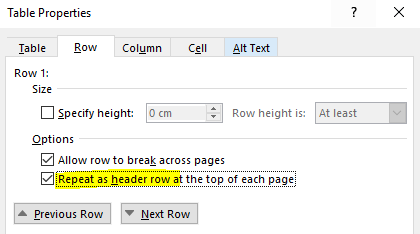 Table Properties ? ×
Table Row Column Cell Alt Text
Row 1:
Size
Specify height: 0 cm Row height is: At least
Options
Allow row to break across pages
Repeat as header row at the top of each page
Previous Row Next Row